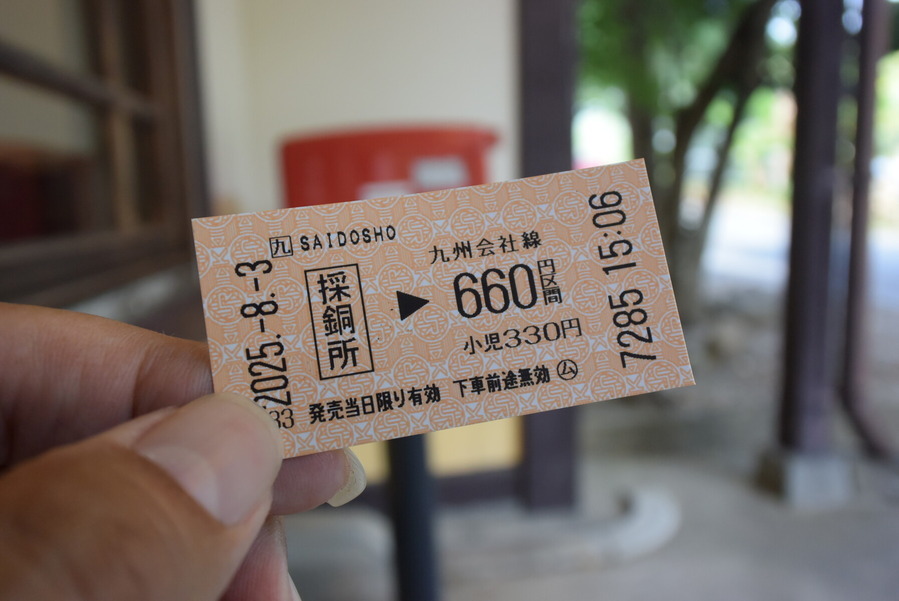 九 SAIDOSHO
2025.-8.-3
採銅所
▶
九州会社線
660円区間
小児330円
7285 15:06
発売当日限り有効 下車前途無効 ㋰